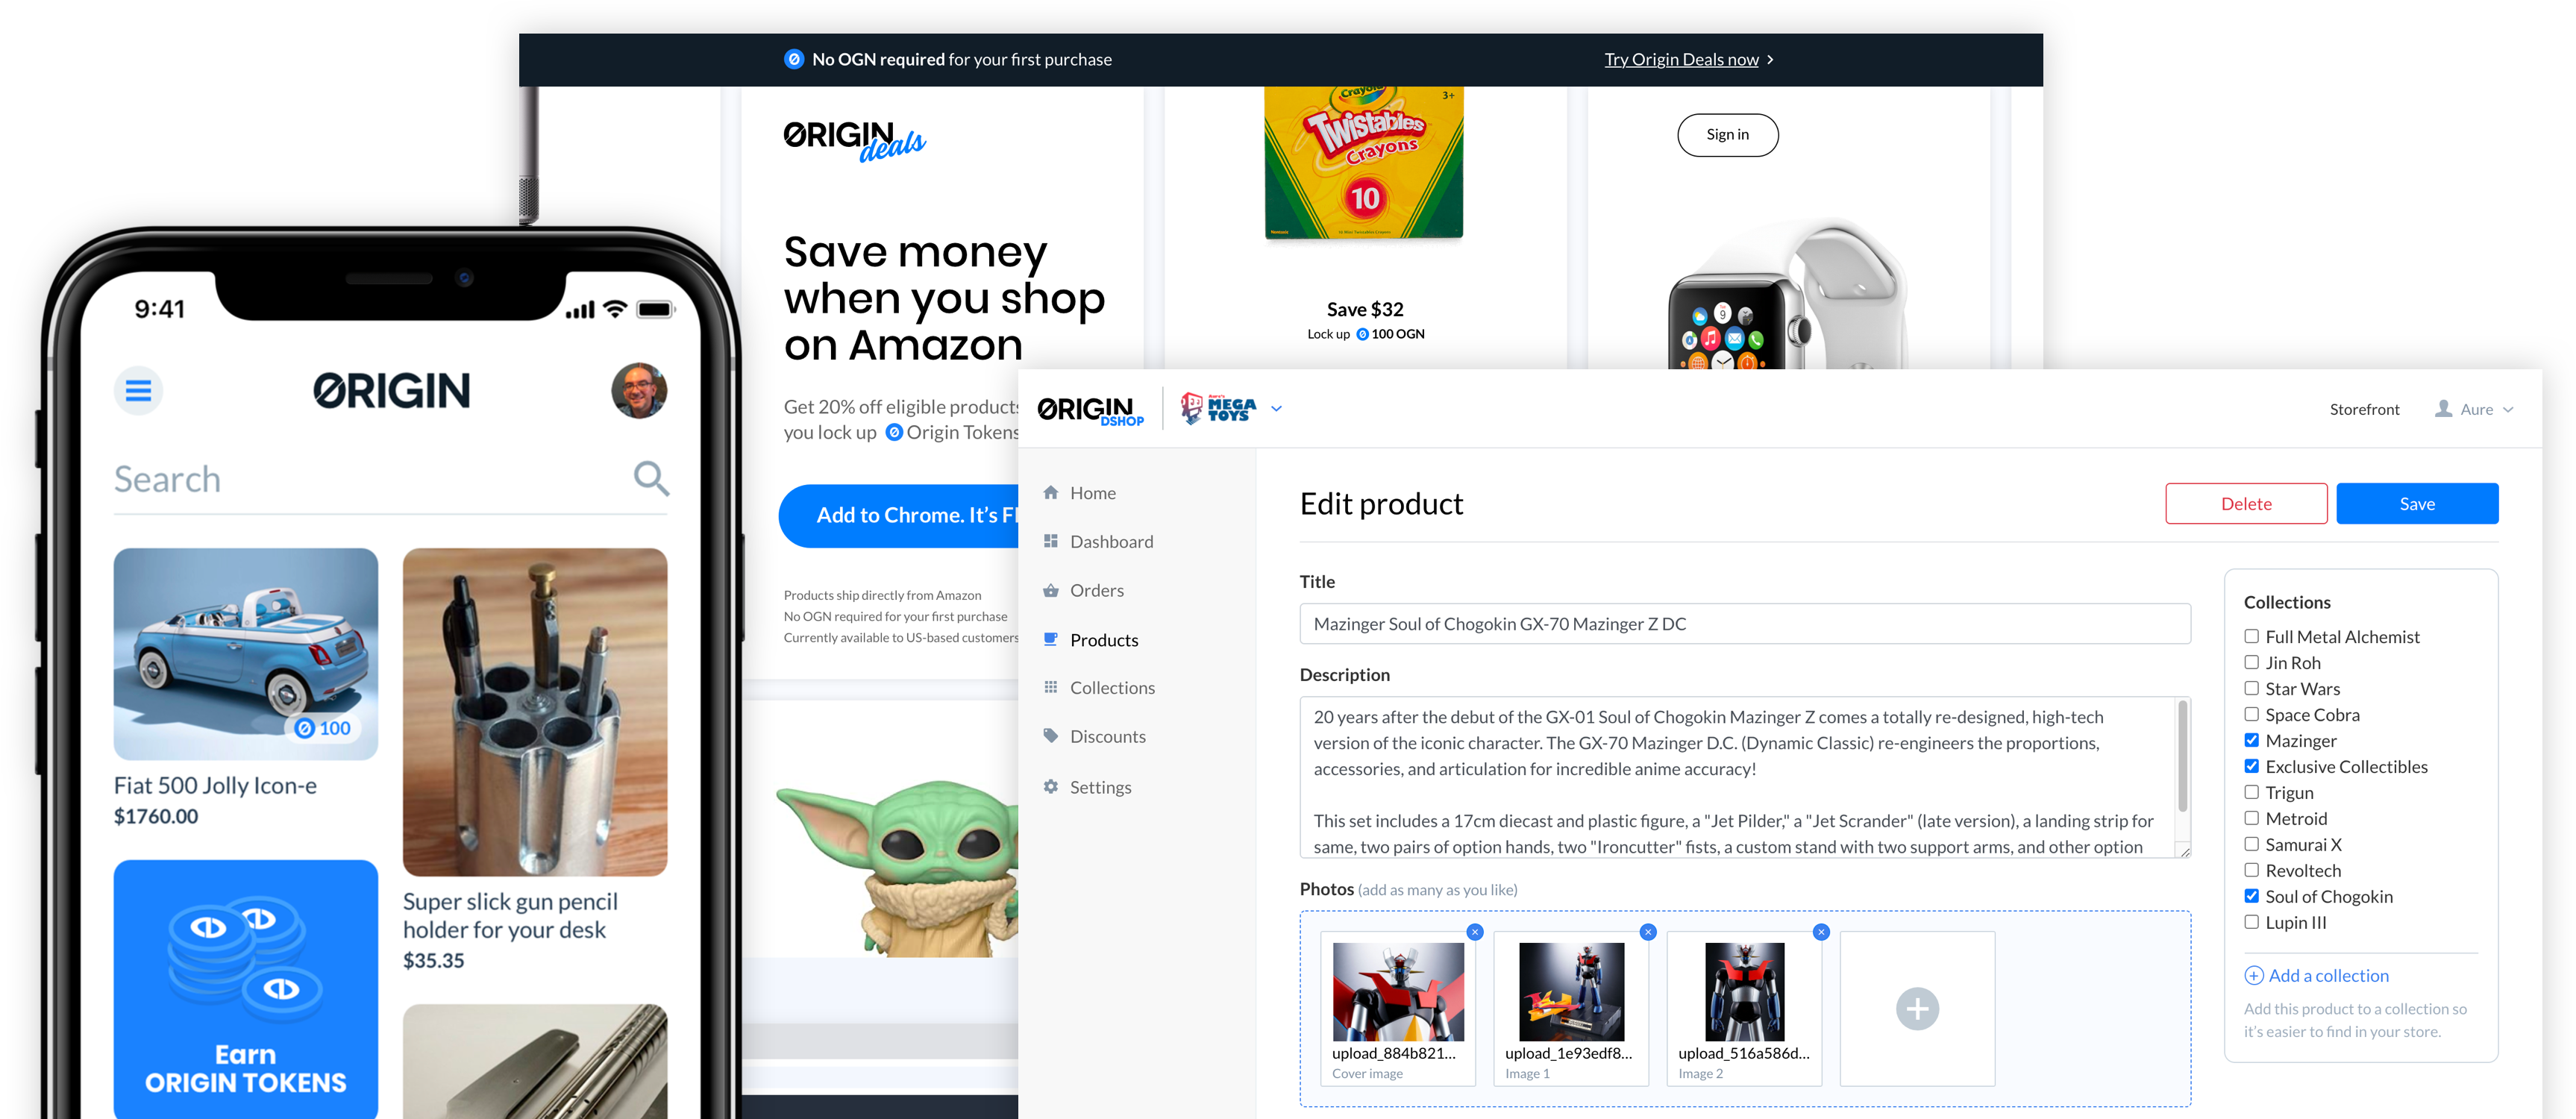 No OGN required for your first purchase
Try Origin Deals now
ORIGIN
deals
Save money
when you shop
on Amazon
Get 20% off eligible products
you lock up Origin Tokens
Add to Chrome. It's
Products ship directly from Amazon
No OGN required for your first purchase
Currently available to US-based customers
Crayola
3+
Twistables
Crayons
10
Save $32
Lock up 100 OGN
Sign in
9
9:41
ORIGIN
Search
100
Fiat 500 Jolly Icon-e
$1760.00
Super slick gun pencil
holder for your desk
$35.35
Earn
ORIGIN TOKENS
ORIGIN
DSHOP
MEGA
TOYS
Storefront
Aure
Home
Dashboard
Orders
Products
Collections
Discounts
Settings
Edit product
Delete
Save
Title
Mazinger Soul of Chogokin GX-70 Mazinger Z DC
Description
20 years after the debut of the GX-01 Soul of Chogokin Mazinger Z comes a totally re-designed, high-tech
version of the iconic character. The GX-70 Mazinger D.C. (Dynamic Classic) re-engineers the proportions,
accessories, and articulation for incredible anime accuracy!
This set includes a 17cm diecast and plastic figure, a "Jet Pilder," a "Jet Scrander" (late version), a landing strip for
same, two pairs of option hands, two "Ironcutter" fists, a custom stand with two support arms, and other option
Photos (add as many as you like)
upload_884b821...
Cover image
upload_1e93edf8...
Image 1
upload_516a586d...
Image 2
Collections
Full Metal Alchemist
Jin Roh
Star Wars
Space Cobra
Mazinger
Exclusive Collectibles
Trigun
Metroid
Samurai X
Revoltech
Soul of Chogokin
Lupin III
Add a collection
Add this product to a collection so
it's easier to find in your store.